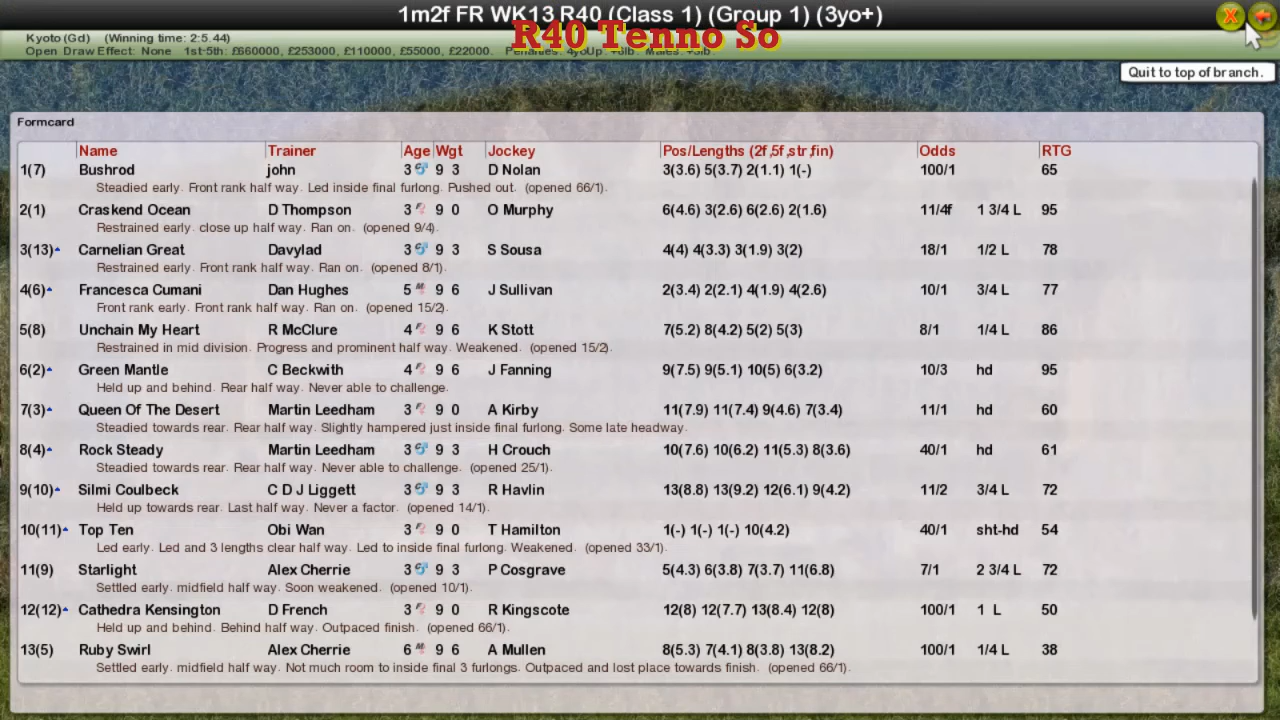 1m2f FR WK13 R40 (Class 1) (Group 1) (3yo+)
R40 Tenno So
Kyoto (Gd) (Winning time: 2:5.44)
Open Draw Effect: None 1st-5th: £660000, £253000, £110000, £55000, £22000. Penalties: 4yoUp: +6lb. Males: +3lb
Quit to top of branch.
Formcard
Name Trainer Age Wgt Jockey Pos/Lengths (2f,5f,str,fin) Odds RTG
1(7) Bushrod john 3 9 3 D Nolan 3(3.6) 5(3.7) 2(1.1) 1(-) 100/1 65
Steadied early. Front rank half way. Led inside final furlong. Pushed out. (opened 66/1).
2(1) Craskend Ocean D Thompson 3 9 0 O Murphy 6(4.6) 3(2.6) 6(2.6) 2(1.6) 11/4f 1 3/4 L 95
Restrained early. close up half way. Ran on. (opened 9/4).
3(13) Carnelian Great Davylad 3 9 3 S Sousa 4(4) 4(3.3) 3(1.9) 3(2) 18/1 1/2 L 78
Restrained early. Front rank half way. Ran on. (opened 8/1).
4(6) Francesca Cumani Dan Hughes 5 9 6 J Sullivan 2(3.4) 2(2.1) 4(1.9) 4(2.6) 10/1 3/4 L 77
Front rank early. Front rank half way. Ran on. (opened 15/2).
5(8) Unchain My Heart R McClure 4 9 6 K Stott 7(5.2) 8(4.2) 5(2) 5(3) 8/1 1/4 L 86
Restrained in mid division. Progress and prominent half way. Weakened. (opened 15/2).
6(2) Green Mantle C Beckwith 4 9 6 J Fanning 9(7.5) 9(5.1) 10(5) 6(3.2) 10/3 hd 95
Held up and behind. Rear half way. Never able to challenge.
7(3) Queen Of The Desert Martin Leedham 3 9 0 A Kirby 11(7.9) 11(7.4) 9(4.6) 7(3.4) 11/1 hd 60
Steadied towards rear. Rear half way. Slightly hampered just inside final furlong. Some late headway.
8(4) Rock Steady Martin Leedham 3 9 3 H Crouch 10(7.6) 10(6.2) 11(5.3) 8(3.6) 40/1 hd 61
Steadied towards rear. Rear half way. Never able to challenge. (opened 25/1).
9(10) Silmi Coulbeck C D J Liggett 3 9 3 R Havlin 13(8.8) 13(9.2) 12(6.1) 9(4.2) 11/2 3/4 L 72
Held up towards rear. Last half way. Never a factor. (opened 14/1).
10(11) Top Ten Obi Wan 3 9 0 T Hamilton 1(-) 1(-) 1(-) 10(4.2) 40/1 sht-hd 54
Led early. Led and 3 lengths clear half way. Led to inside final furlong. Weakened. (opened 33/1).
11(9) Starlight Alex Cherrie 3 9 3 P Cosgrave 5(4.3) 6(3.8) 7(3.7) 11(6.8) 7/1 2 3/4 L 72
Settled early. midfield half way. Soon weakened. (opened 10/1).
12(12) Cathedra Kensington D French 3 9 0 R Kingscote 12(8) 12(7.7) 13(8.4) 12(8) 100/1 1 L 50
Held up and behind. Behind half way. Outpaced finish. (opened 66/1).
13(5) Ruby Swirl Alex Cherrie 6 9 6 A Mullen 8(5.3) 7(4.1) 8(3.8) 13(8.2) 100/1 1/4 L 38
Settled early. midfield half way. Not much room to inside final 3 furlongs. Outpaced and lost place towards finish. (opened 66/1).